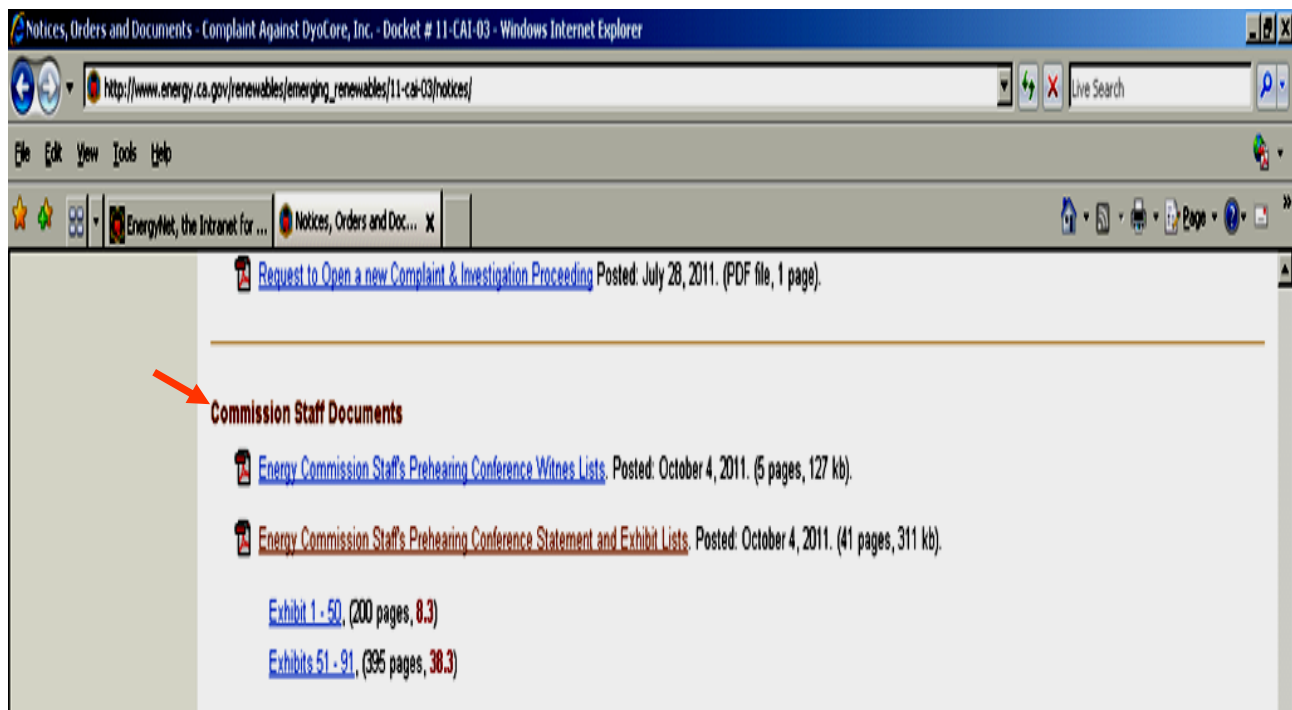 Notices, Orders and Documents - Complaint Against DyoCore, Inc. - Docket # 11-CAI-03 - Windows Internet Explorer
http://www.energy.ca.gov/renewables/emerging_renewables/11-cai-03/notices/
Live Search
File Edit View Tools Help
EnergyNet, the Intranet for ... Notices, Orders and Doc... Page
Request to Open a new Complaint & Investigation Proceeding Posted: July 28, 2011. (PDF file, 1 page).
Commission Staff Documents
Energy Commission Staff's Prehearing Conference Witnes Lists. Posted: October 4, 2011. (5 pages, 127 kb).
Energy Commission Staff's Prehearing Conference Statement and Exhibit Lists. Posted: October 4, 2011. (41 pages, 311 kb).
Exhibit 1 - 50, (200 pages, 8.3)
Exhibits 51 - 91, (395 pages, 38.3)